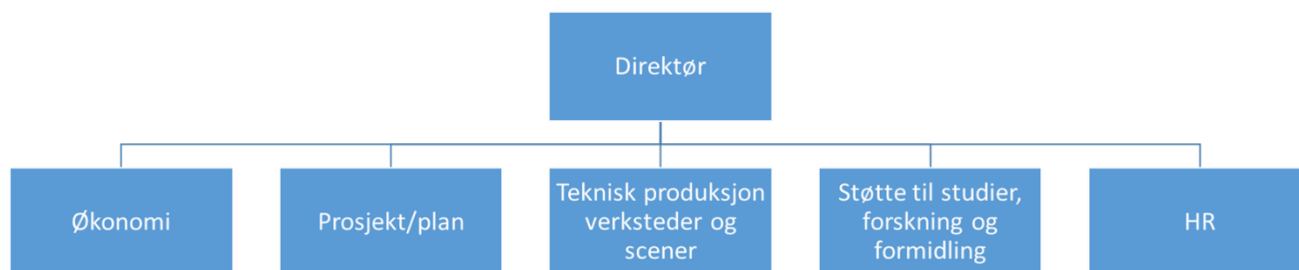 Direktør
Økonomi
Prosjekt/plan
Teknisk produksjon
verksteder og
scener
Støtte til studier,
forskning og
formidling
HR